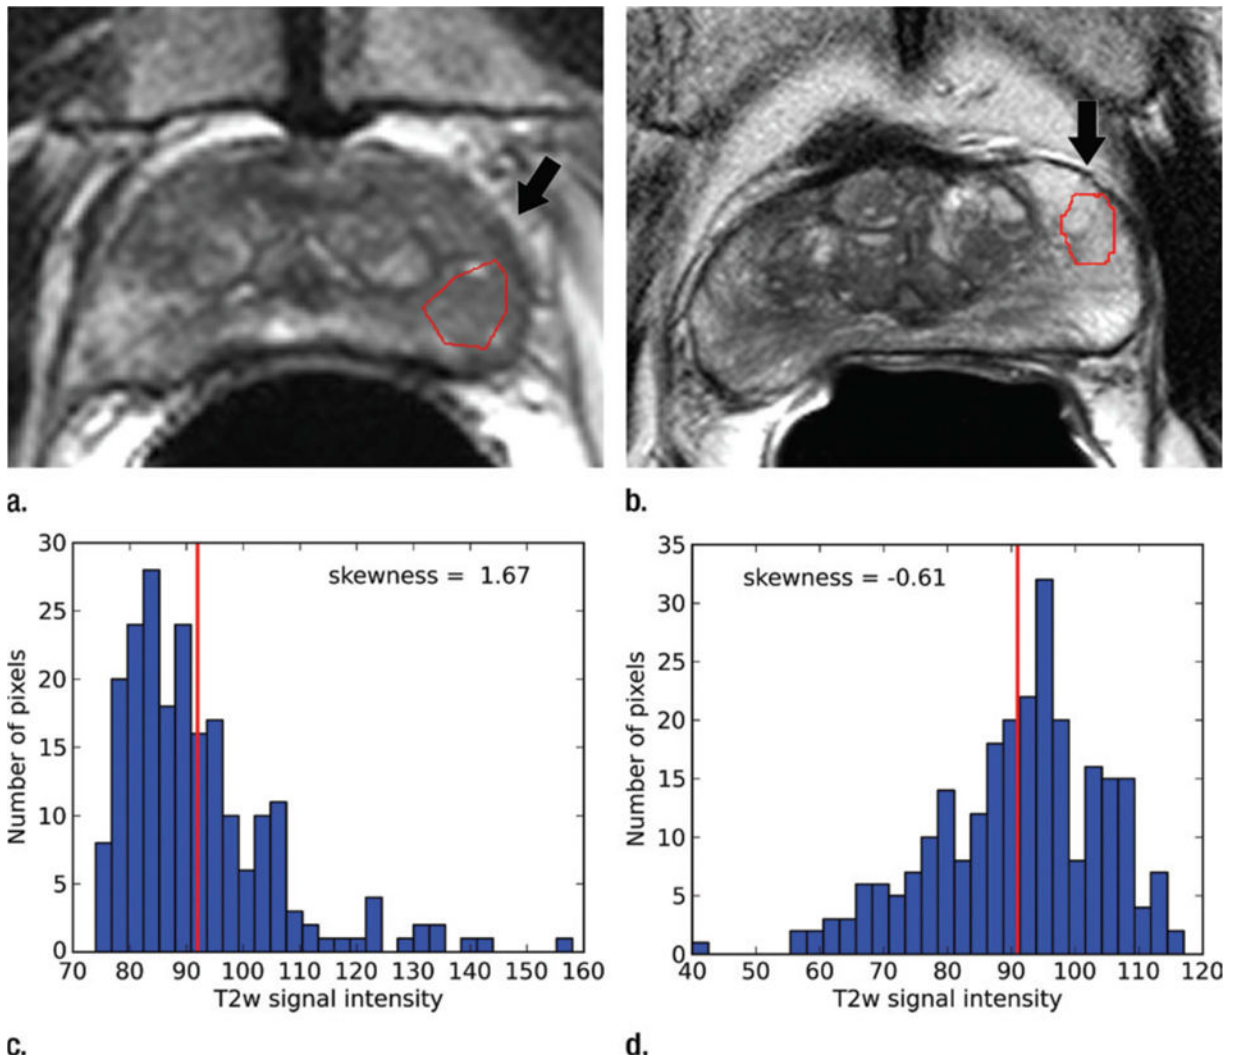 a.
b.
30
25
20
15
10
5
0
Number of pixels
skewness = 1.67
70 80 90 100 110 120 130 140 150 160
T2w signal intensity
35
30
25
20
15
10
5
0
Number of pixels
skewness = -0.61
40 50 60 70 80 90 100 110 120
T2w signal intensity
c.
d.